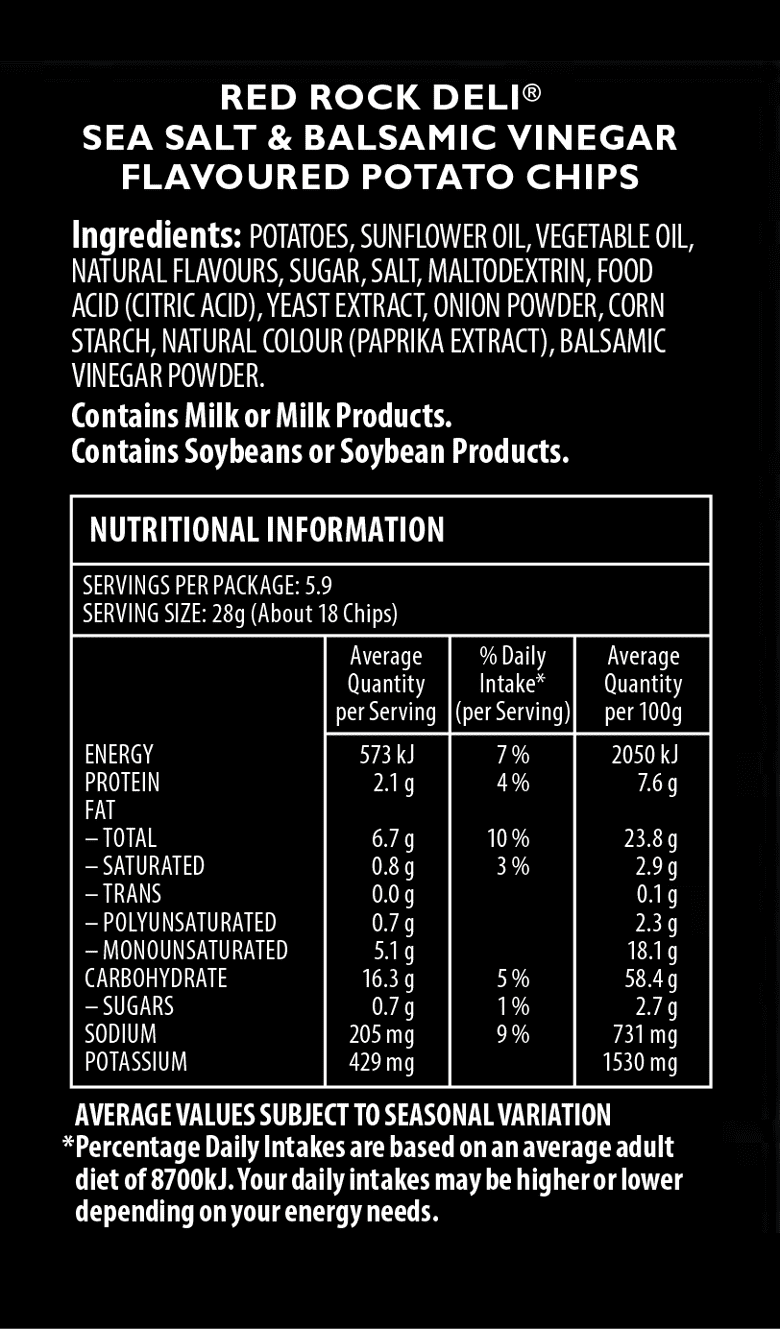 RED ROCK DELI®
SEA SALT & BALSAMIC VINEGAR
FLAVOURED POTATO CHIPS
Ingredients: POTATOES, SUNFLOWER OIL, VEGETABLE OIL,
NATURAL FLAVOURS, SUGAR, SALT, MALTODEXTRIN, FOOD
ACID (CITRIC ACID), YEAST EXTRACT, ONION POWDER, CORN
STARCH, NATURAL COLOUR (PAPRIKA EXTRACT), BALSAMIC
VINEGAR POWDER.
Contains Milk or Milk Products.
Contains Soybeans or Soybean Products.
NUTRITIONAL INFORMATION
SERVINGS PER PACKAGE: 5.9
SERVING SIZE: 28g (About 18 Chips)
Average % Daily Average
Quantity Intake* Quantity
per Serving (per Serving) per 100g
ENERGY 573 kJ 7 % 2050 kJ
PROTEIN 2.1 g 4 % 7.6 g
FAT
– TOTAL 6.7 g 10 % 23.8 g
– SATURATED 0.8 g 3 % 2.9 g
– TRANS 0.0 g 0.1 g
– POLYUNSATURATED 0.7 g 2.3 g
– MONOUNSATURATED 5.1 g 18.1 g
CARBOHYDRATE 16.3 g 5 % 58.4 g
– SUGARS 0.7 g 1 % 2.7 g
SODIUM 205 mg 9 % 731 mg
POTASSIUM 429 mg 1530 mg
AVERAGE VALUES SUBJECT TO SEASONAL VARIATION
*Percentage Daily Intakes are based on an average adult
diet of 8700kJ. Your daily intakes may be higher or lower
depending on your energy needs.